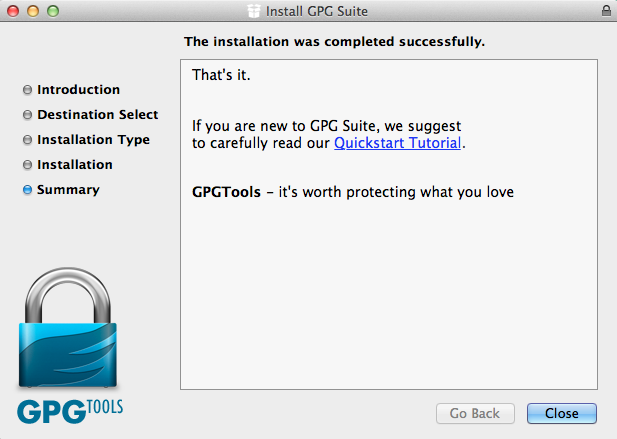 Install GPG Suite
The installation was completed successfully.
Introduction
Destination Select
Installation Type
Installation
Summary
That's it.
If you are new to GPG Suite, we suggest
to carefully read our Quickstart Tutorial.
GPGTools – it's worth protecting what you love
GPGTOOLS
Go Back
Close